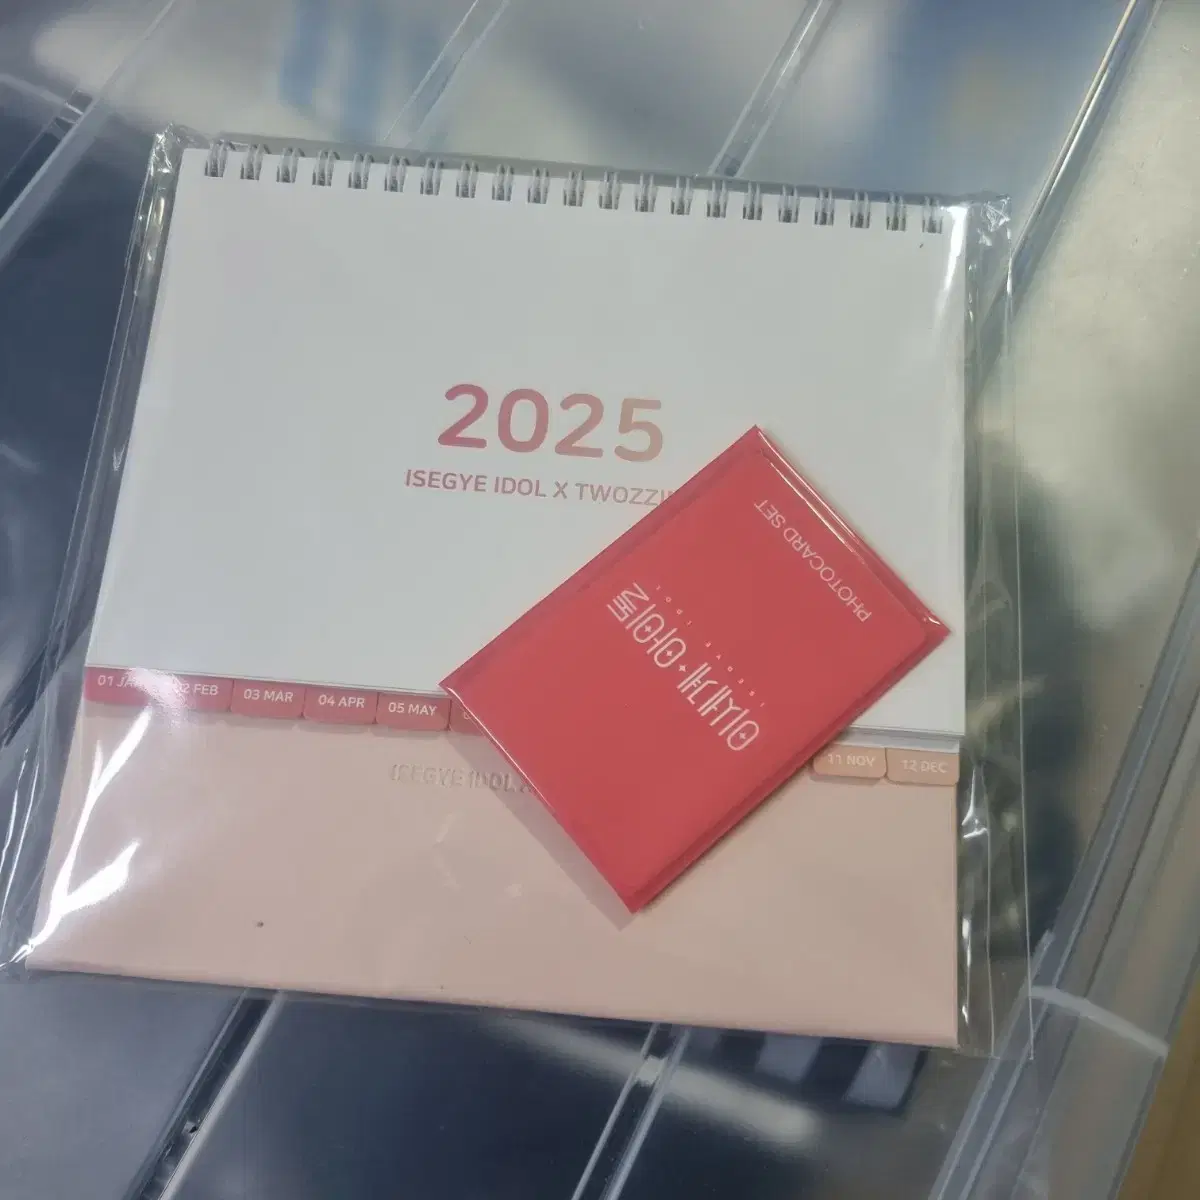 2025
ISEGYE IDOL X TWOZZI
01 JAN
02 FEB
03 MAR
04 APR
05 MAY
11 NOV
12 DEC
ISEGYE IDOL
PHOTOCARD SET
이세계아이돌